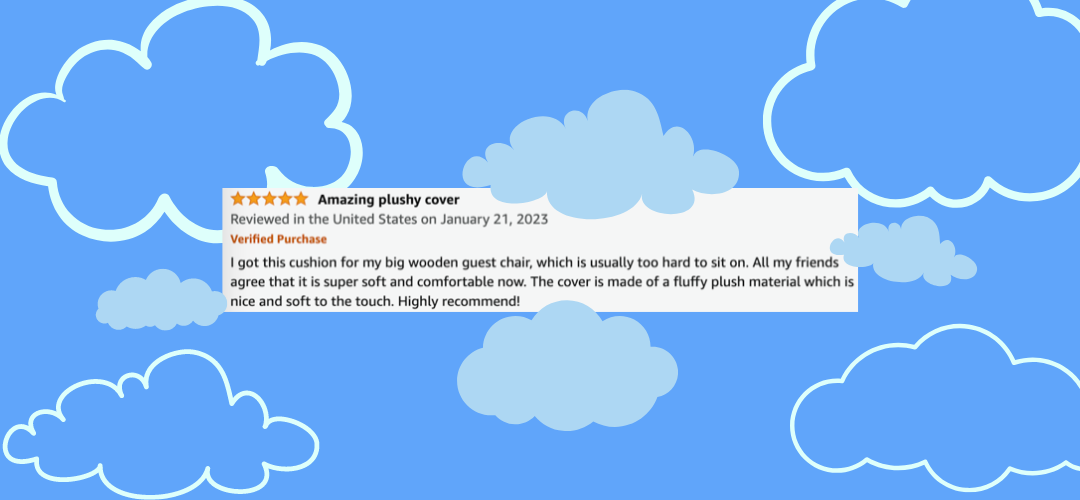 Amazing plushy cover
Reviewed in the United States on January 21, 2023
Verified Purchase
I got this cushion for my big wooden guest chair, which is usually too hard to sit on. All my friends
agree that it is super soft and comfortable now. The cover is made of a fluffy plush material which is
nice and soft to the touch. Highly recommend!